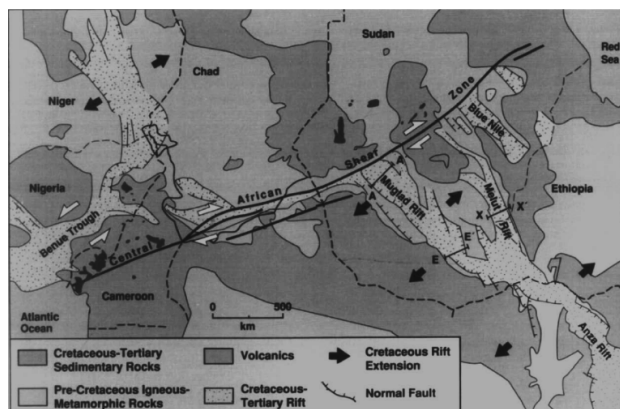 Sudan
Red
Sea
Chad
Niger
Zone
Blue Nile
Shear
African
A'
Nigeria
Ethiopia
A
Muglad Rift
Melut Rift
X
X'
Benue Trough
E'
E
Central
Cameroon
0
500
km
Atlantic
Ocean
Anza Rift
Cretaceous-Tertiary
Sedimentary Rocks
Volcanics
Cretaceous Rift
Extension
Pre-Cretaceous Igneous-
Metamorphic Rocks
Cretaceous-
Tertiary Rift
Normal Fault